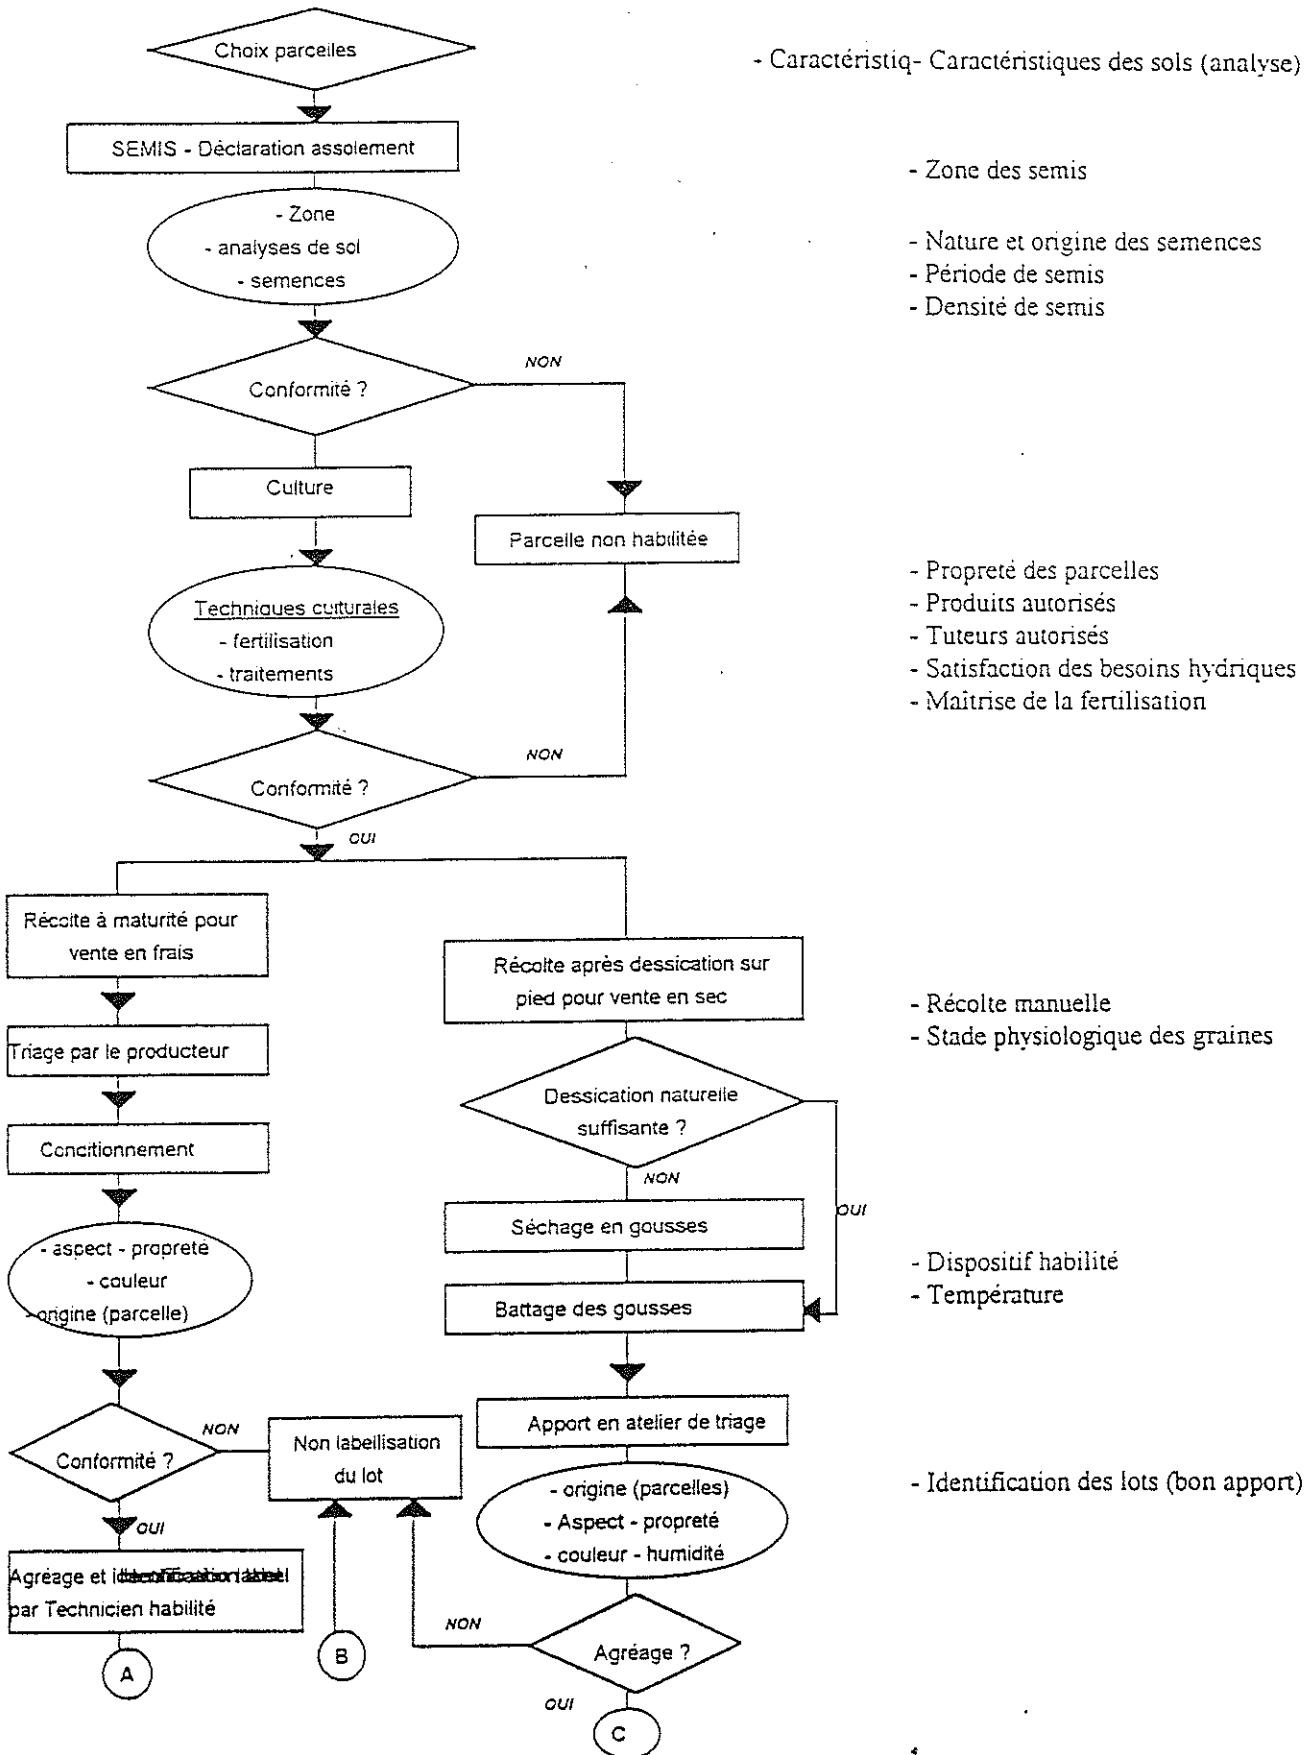 Choix parcelles
- Caractéristiq- Caractéristiques des sols (analyse)
SEMIS - Déclaration assolement
- Zone des semis
- Zone
- analyses de sol
- semences
- Nature et origine des semences
- Période de semis
- Densité de semis
Conformité ?
NON
Culture
Parcelle non habilitée
Techniques culturales
- fertilisation
- traitements
- Propreté des parcelles
- Produits autorisés
- Tuteurs autorisés
- Satisfaction des besoins hydriques
- Maîtrise de la fertilisation
Conformité ?
NON
OUI
Récolte à maturité pour
vente en frais
Récolte après dessication sur
pied pour vente en sec
- Récolte manuelle
- Stade physiologique des graines
Triage par le producteur
Dessication naturelle
suffisante ?
NON
OUI
Conditionnement
Séchage en gousses
- aspect - propreté
- couleur
- origine (parcelle)
- Dispositif habilité
- Température
Battage des gousses
Apport en atelier de triage
Conformité ?
NON
Non labellisation
du lot
OUI
- origine (parcelles)
- Aspect - propreté
- couleur - humidité
- Identification des lots (bon apport)
Agréage et
par Technicien habilité
A
B
NON
Agréage ?
OUI
C